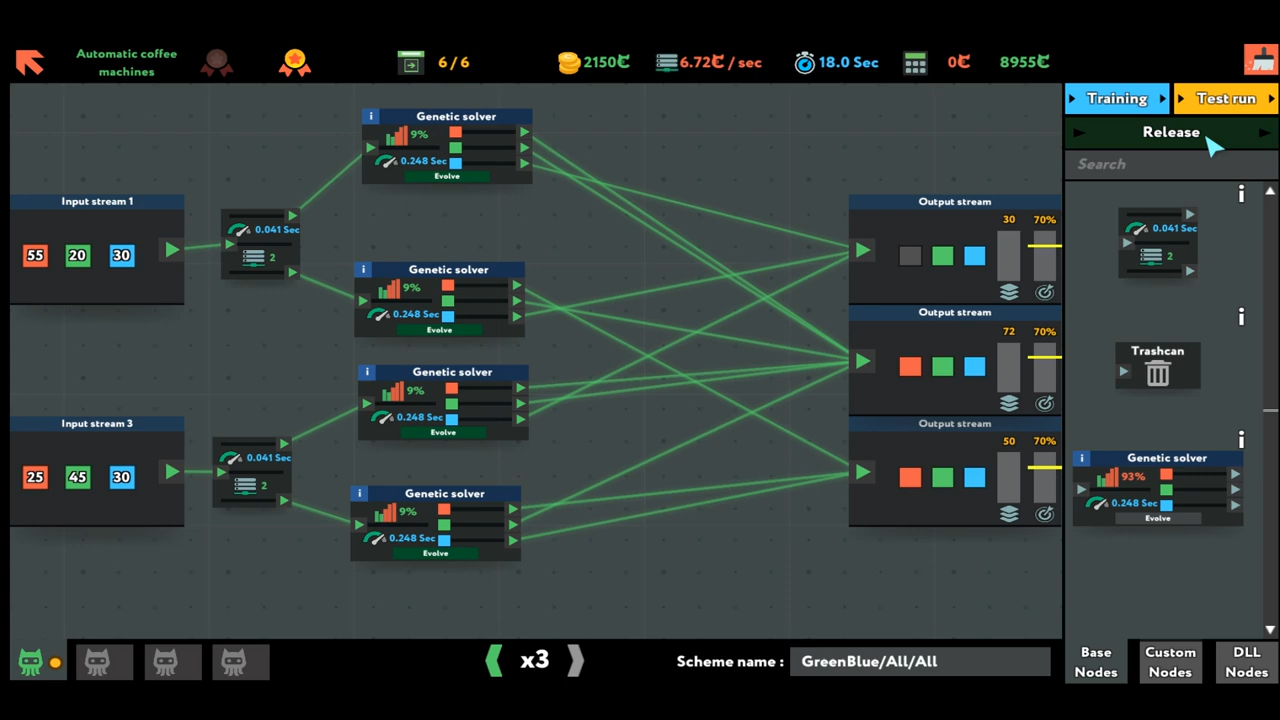 Automatic coffee
machines
6 / 6
2150₡
6.72₡ / sec
18.0 Sec
0₡
8955₡
Training
Test run
Release
Search
Genetic solver
i
9%
0.248 Sec
Evolve
Input stream 1
55 20 30
0.041 Sec
2
Genetic solver
i
9%
0.248 Sec
Evolve
Genetic solver
i
9%
0.248 Sec
Evolve
Input stream 3
25 45 30
0.041 Sec
2
Genetic solver
i
9%
0.248 Sec
Evolve
Output stream
30 70%
Output stream
72 70%
Output stream
50 70%
i
0.041 Sec
2
i
Trashcan
i
Genetic solver
i
93%
0.248 Sec
Evolve
x3
Scheme name : GreenBlue/All/All
Base
Nodes
Custom
Nodes
DLL
Nodes